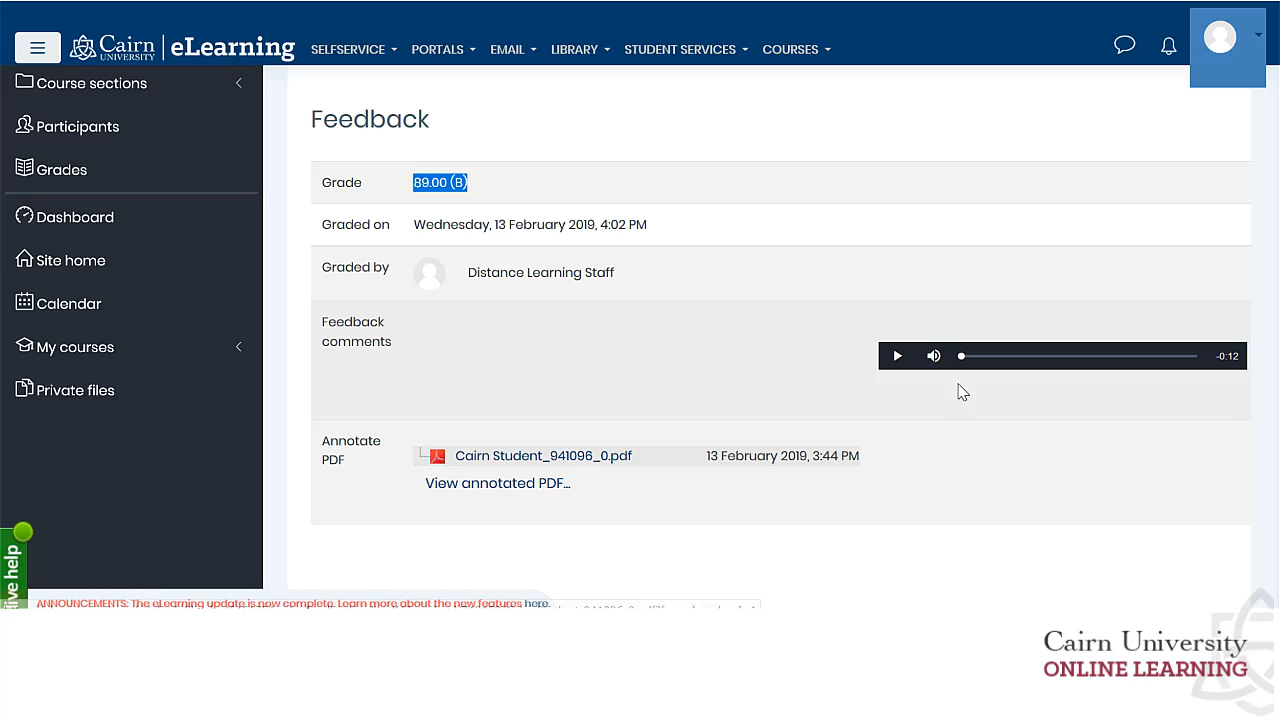 Cairn UNIVERSITY eLearning SELFSERVICE PORTALS EMAIL LIBRARY STUDENT SERVICES COURSES
Course sections
Participants
Grades
Dashboard
Site home
Calendar
My courses
Private files
live help
Feedback
Grade 89.00 (B)
Graded on Wednesday, 13 February 2019, 4:02 PM
Graded by Distance Learning Staff
Feedback
comments
-0:12
Annotate
PDF
Cairn Student_941096_0.pdf 13 February 2019, 3:44 PM
View annotated PDF...
ANNOUNCEMENTS: The eLearning update is now complete. Learn more about the new features here.
Cairn University
ONLINE LEARNING